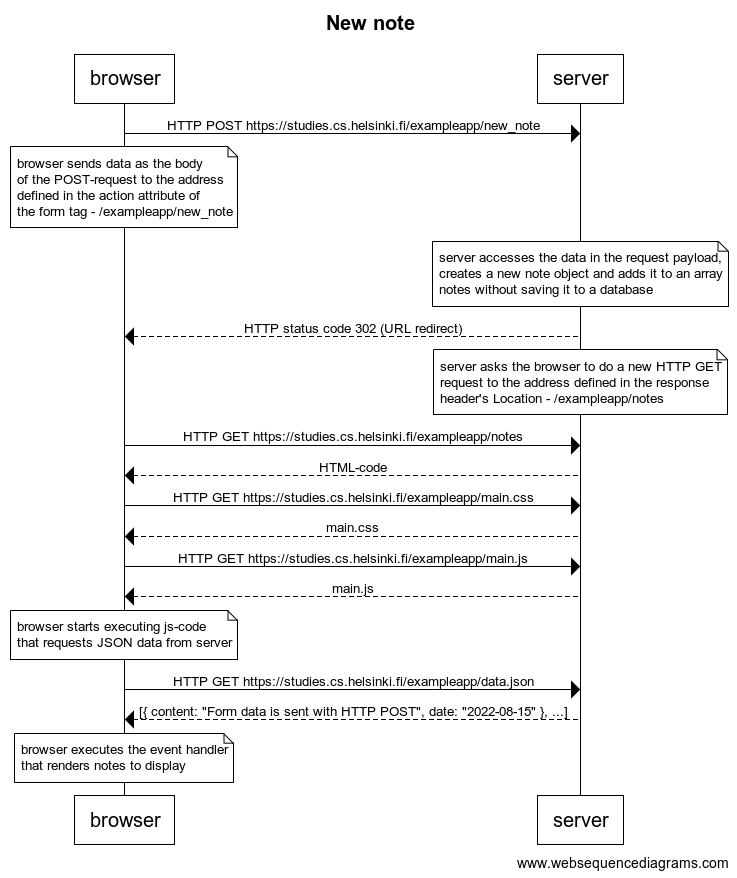 New note
browser
server
HTTP POST https://studies.cs.helsinki.fi/exampleapp/new_note
browser sends data as the body
of the POST-request to the address
defined in the action attribute of
the form tag - /exampleapp/new_note
server accesses the data in the request payload,
creates a new note object and adds it to an array
notes without saving it to a database
HTTP status code 302 (URL redirect)
server asks the browser to do a new HTTP GET
request to the address defined in the response
header's Location - /exampleapp/notes
HTTP GET https://studies.cs.helsinki.fi/exampleapp/notes
HTML-code
HTTP GET https://studies.cs.helsinki.fi/exampleapp/main.css
main.css
HTTP GET https://studies.cs.helsinki.fi/exampleapp/main.js
main.js
browser starts executing js-code
that requests JSON data from server
HTTP GET https://studies.cs.helsinki.fi/exampleapp/data.json
[{ content: "Form data is sent with HTTP POST", date: "2022-08-15" }, ...]
browser executes the event handler
that renders notes to display
browser
server
www.websequencediagrams.com